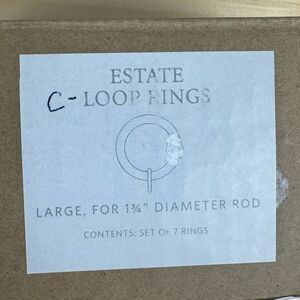 ESTATE
C-LOOP RINGS
LARGE, FOR 1¾" DIAMETER ROD
CONTENTS: SET OF 7 RINGS